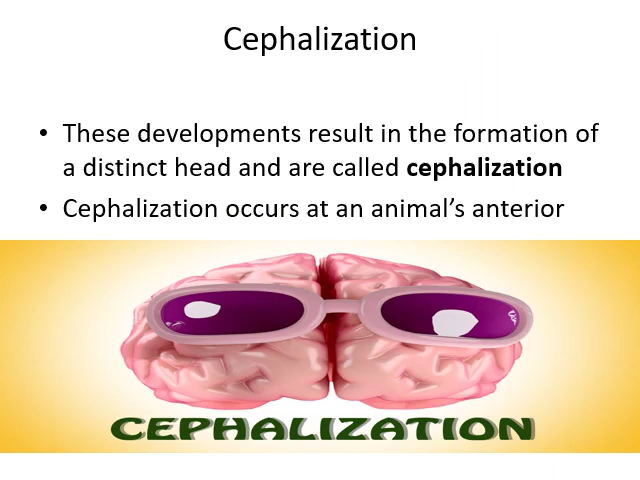 Cephalization
• These developments result in the formation of
a distinct head and are called cephalization
• Cephalization occurs at an animal’s anterior
CEPHALIZATION